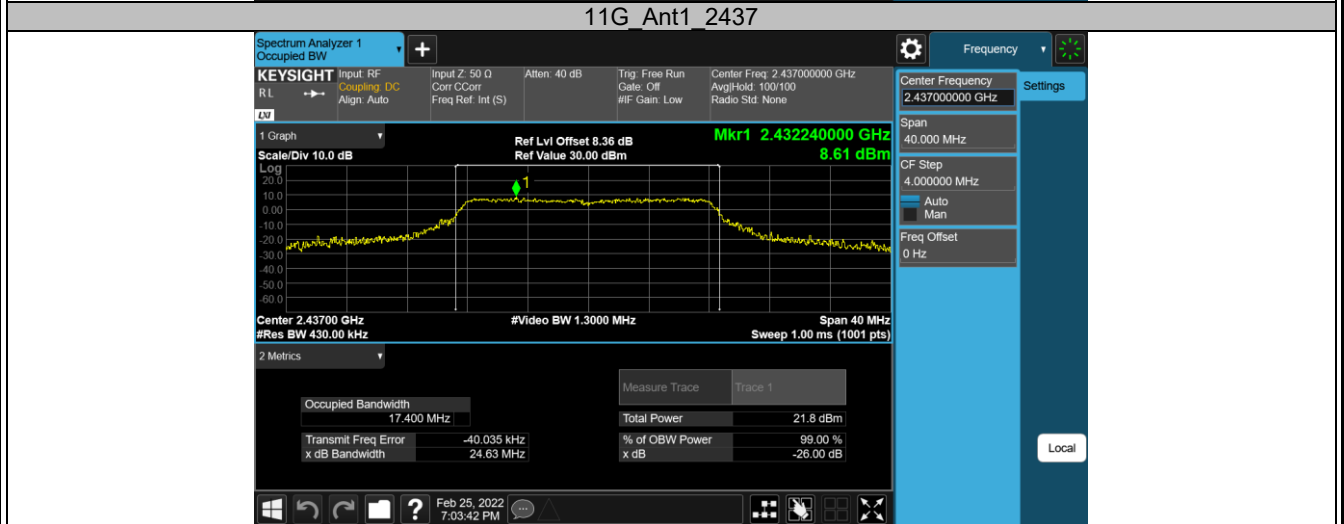 11G_Ant1_2437
Spectrum Analyzer 1
Occupied BW
+
Frequency
KEYSIGHT
RL
LXI
Input: RF
Coupling: DC
Align: Auto
Input Z: 50 Ω
Corr CCorr
Freq Ref: Int (S)
Atten: 40 dB
Trig: Free Run
Gate: Off
#IF Gain: Low
Center Freq: 2.437000000 GHz
Avg|Hold: 100/100
Radio Std: None
Center Frequency
2.437000000 GHz
Settings
Span
40.000 MHz
CF Step
4.000000 MHz
Auto
Man
Freq Offset
0 Hz
1 Graph
Scale/Div 10.0 dB
Ref Lvl Offset 8.36 dB
Ref Value 30.00 dBm
Mkr1 2.432240000 GHz
8.61 dBm
Log
20.0
10.0
0.00
-10.0
-20.0
-30.0
-40.0
-50.0
-60.0
1
Center 2.43700 GHz
#Res BW 430.00 kHz
#Video BW 1.3000 MHz
Span 40 MHz
Sweep 1.00 ms (1001 pts)
2 Metrics
Measure Trace Trace 1
Occupied Bandwidth
17.400 MHz
Total Power 21.8 dBm
Transmit Freq Error -40.035 kHz
% of OBW Power 99.00 %
x dB Bandwidth 24.63 MHz
x dB -26.00 dB
Local
?
Feb 25, 2022
7:03:42 PM